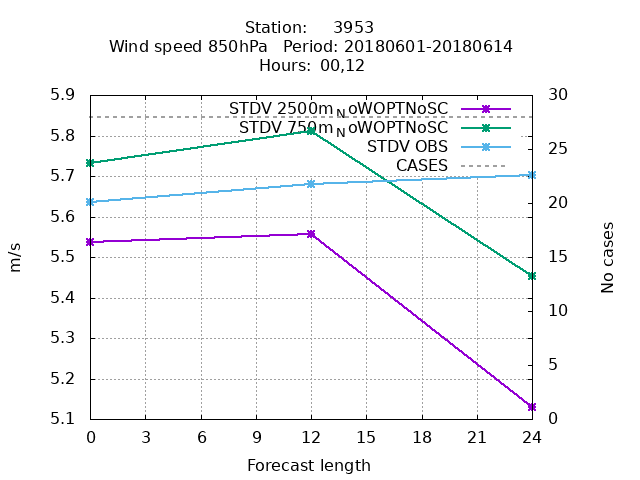 Station: 3953
Wind speed 850hPa Period: 20180601-20180614
Hours: 00,12
STDV 2500m_NoWOPTNoSC
STDV 750m_NoWOPTNoSC
STDV OBS
CASES
5.9
5.8
5.7
5.6
5.5
5.4
5.3
5.2
5.1
30
25
20
15
10
5
0
m/s
No cases
0 3 6 9 12 15 18 21 24
Forecast length